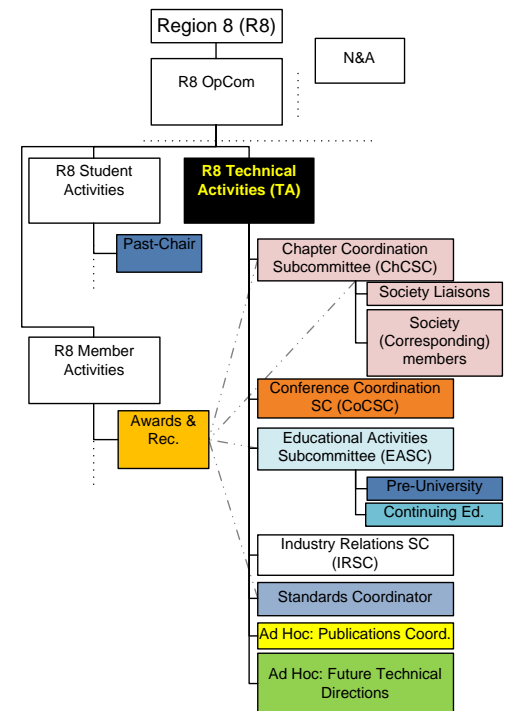 Region 8 (R8)
N&A
R8 OpCom
R8 Student
Activities
R8 Technical
Activities (TA)
Past-Chair
Chapter Coordination
Subcommittee (ChCSC)
Society Liaisons
Society
(Corresponding)
members
R8 Member
Activities
Conference Coordination
SC (CoCSC)
Awards &
Rec.
Educational Activities
Subcommittee (EASC)
Pre-University
Continuing Ed.
Industry Relations SC
(IRSC)
Standards Coordinator
Ad Hoc: Publications Coord.
Ad Hoc: Future Technical
Directions